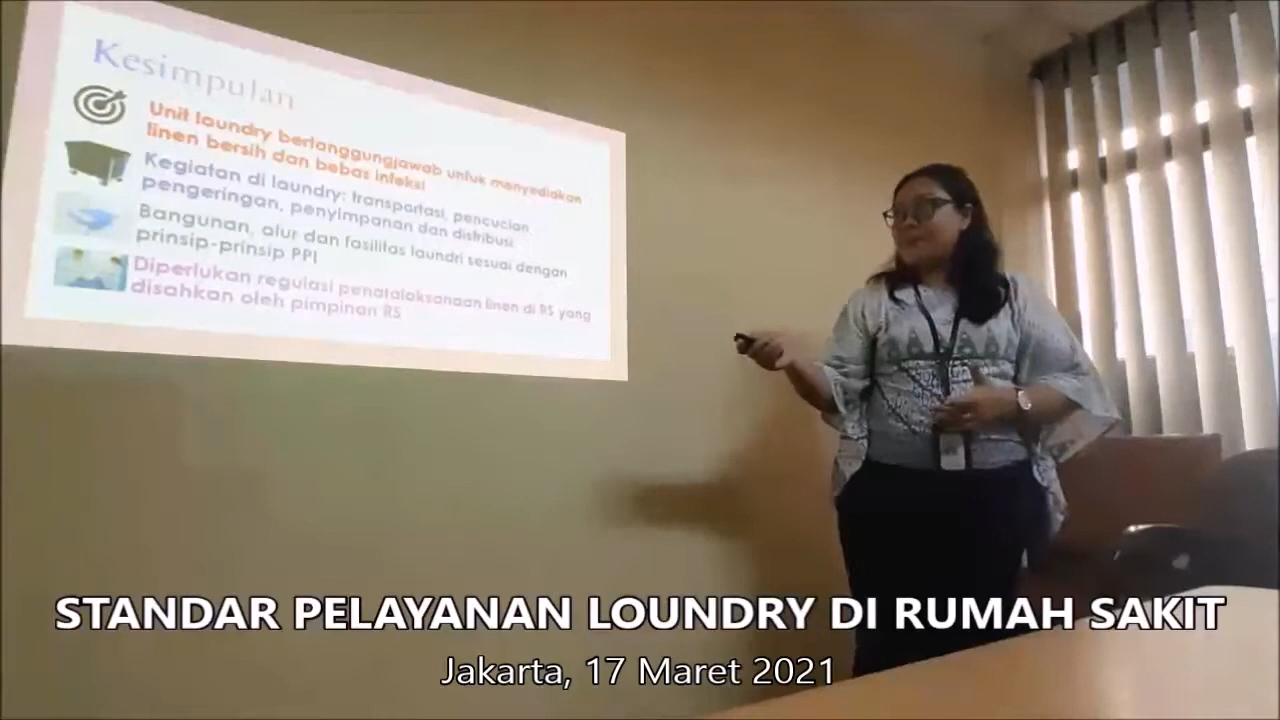 Kesimpulan
Unit laundry bertanggungjawab untuk menyediakan
linen bersih dan bebas infeksi
Kegiatan di laundry: transportasi, pencucian
pengeringan, penyimpanan dan distribusi
Bangunan, alur dan fasilitas laundri sesuai dengan
prinsip-prinsip PPI
Diperlukan regulasi penatalaksanaan linen di RS yang
disahkan oleh pimpinan RS
STANDAR PELAYANAN LOUNDRY DI RUMAH SAKIT
Jakarta, 17 Maret 2021